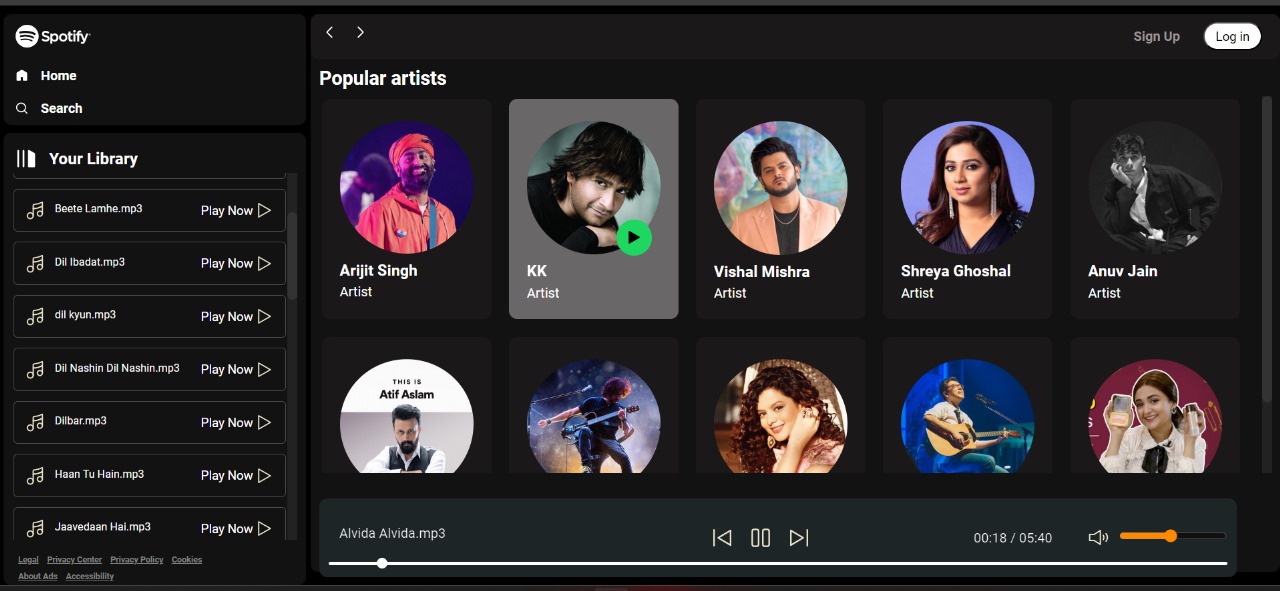 Spotify
Home
Search
Your Library
Beete Lamhe.mp3 Play Now
Dil Ibadat.mp3 Play Now
dil kyun.mp3 Play Now
Dil Nashin Dil Nashin.mp3 Play Now
Dilbar.mp3 Play Now
Haan Tu Hain.mp3 Play Now
Jaavedaan Hai.mp3 Play Now
Legal Privacy Center Privacy Policy Cookies
About Ads Accessibility
Sign Up Log in
Popular artists
Arijit Singh
Artist
KK
Artist
Vishal Mishra
Artist
Shreya Ghoshal
Artist
Anuv Jain
Artist
THIS IS
Atif Aslam
Alvida Alvida.mp3
00:18 / 05:40